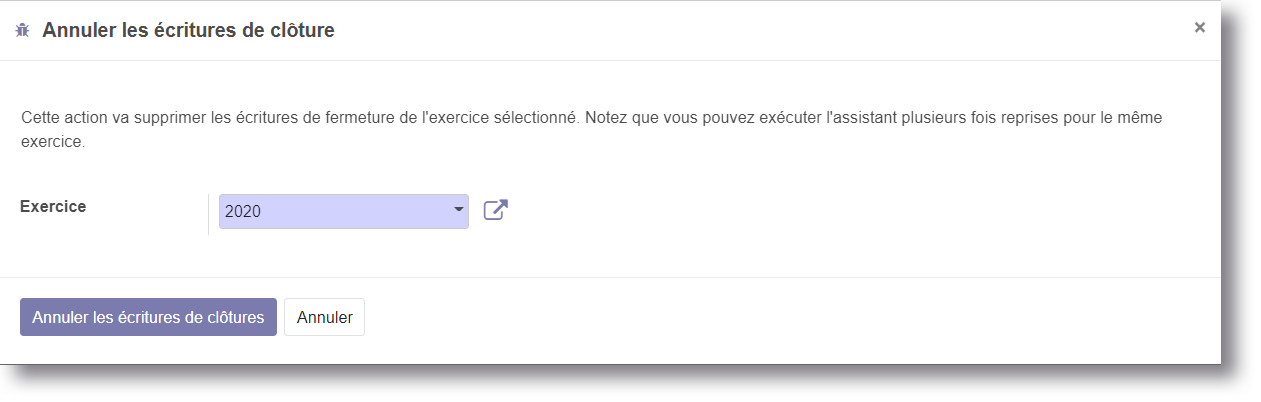 Annuler les écritures de clôture
×
Cette action va supprimer les écritures de fermeture de l'exercice sélectionné. Notez que vous pouvez exécuter l'assistant plusieurs fois reprises pour le même
exercice.
Exercice
2020
Annuler les écritures de clôtures
Annuler